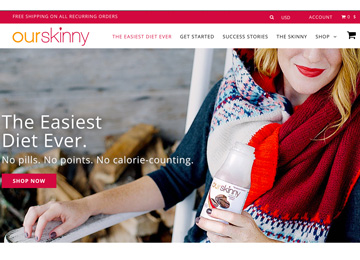 FREE SHIPPING ON ALL RECURRING ORDERS
USD
ACCOUNT
0 $
ourskinny
THE EASIEST DIET EVER
GET STARTED
SUCCESS STORIES
THE SKINNY
SHOP
The Easiest
Diet Ever.
No pills. No points. No calorie-counting.
SHOP NOW
ourskinny